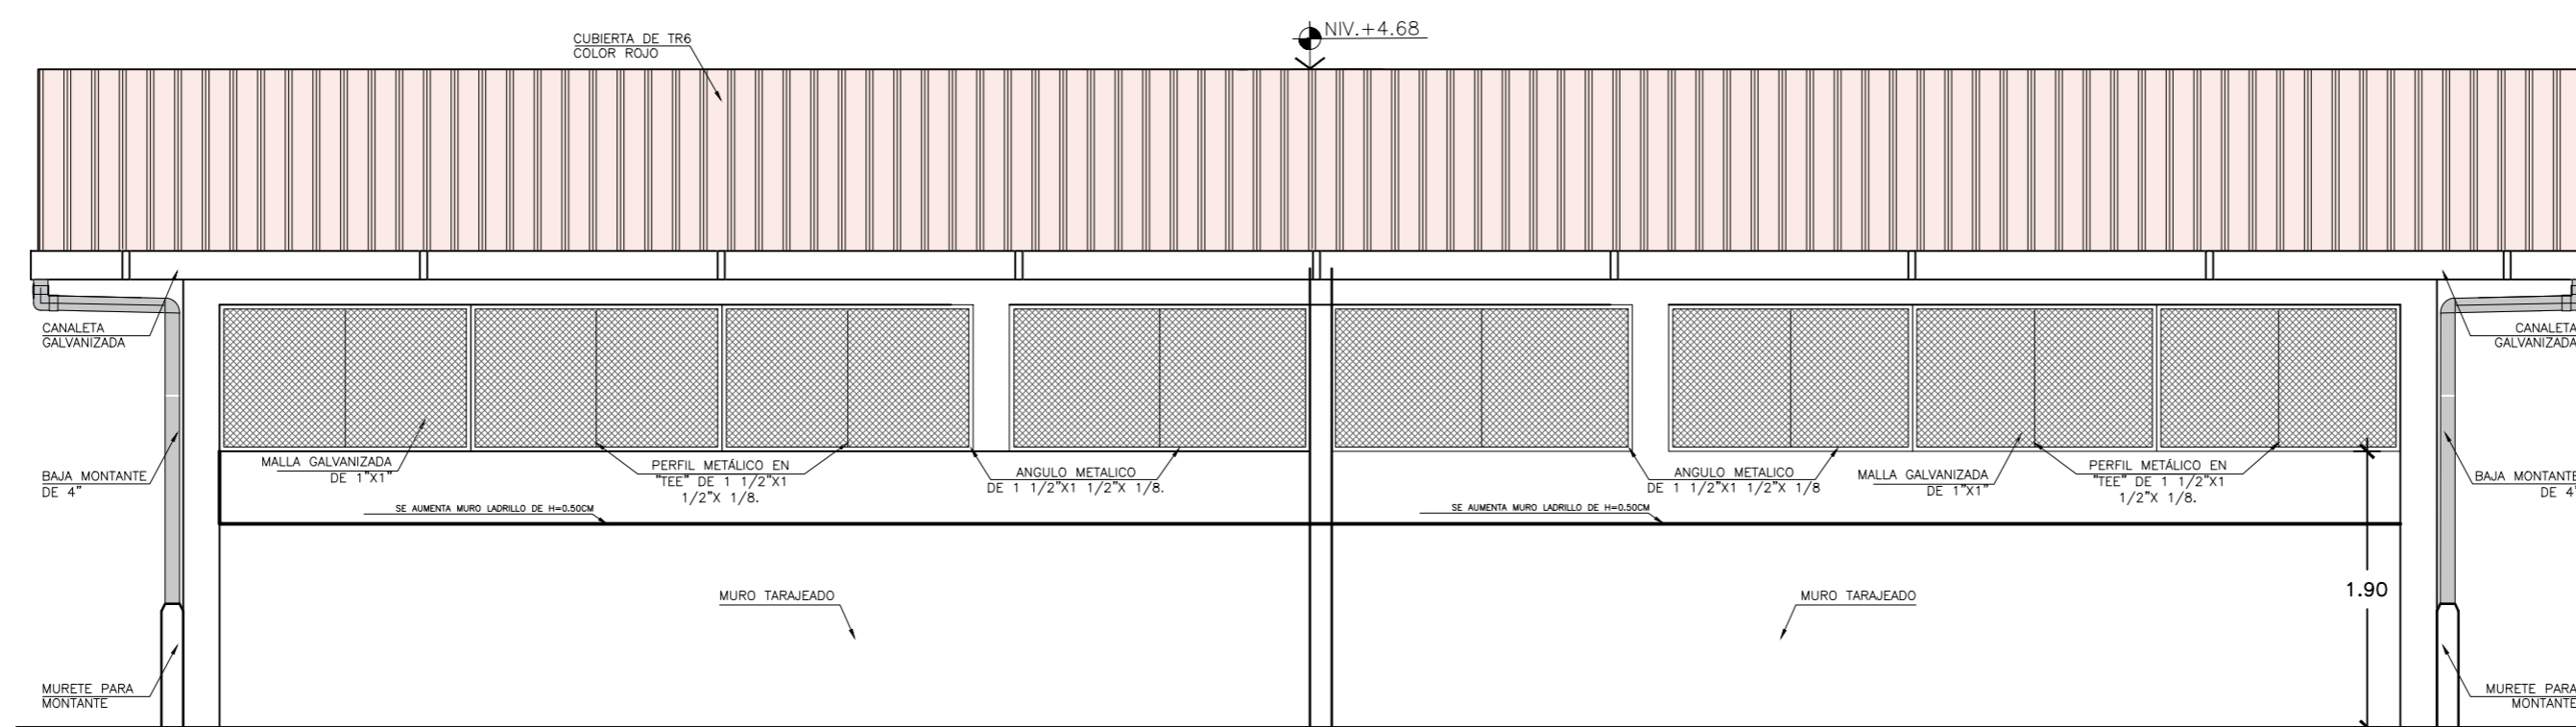 NIV.+4.68
CUBIERTA DE TR6
COLOR ROJO
CANALETA
GALVANIZADA
CANALETA
GALVANIZADA
BAJA MONTANTE
DE 4"
MALLA GALVANIZADA
DE 1"X1"
PERFIL METÁLICO EN
"TEE" DE 1 1/2"X1
1/2"X 1/8.
ANGULO METALICO
DE 1 1/2"X1 1/2"X 1/8.
ANGULO METALICO
DE 1 1/2"X1 1/2"X 1/8
MALLA GALVANIZADA
DE 1"X1"
PERFIL METÁLICO EN
"TEE" DE 1 1/2"X1
1/2"X 1/8.
BAJA MONTANTE
DE 4"
SE AUMENTA MURO LADRILLO DE H=0.50CM
SE AUMENTA MURO LADRILLO DE H=0.50CM
MURO TARAJEADO
MURO TARAJEADO
1.90
MURETE PARA
MONTANTE
MURETE PARA
MONTANTE